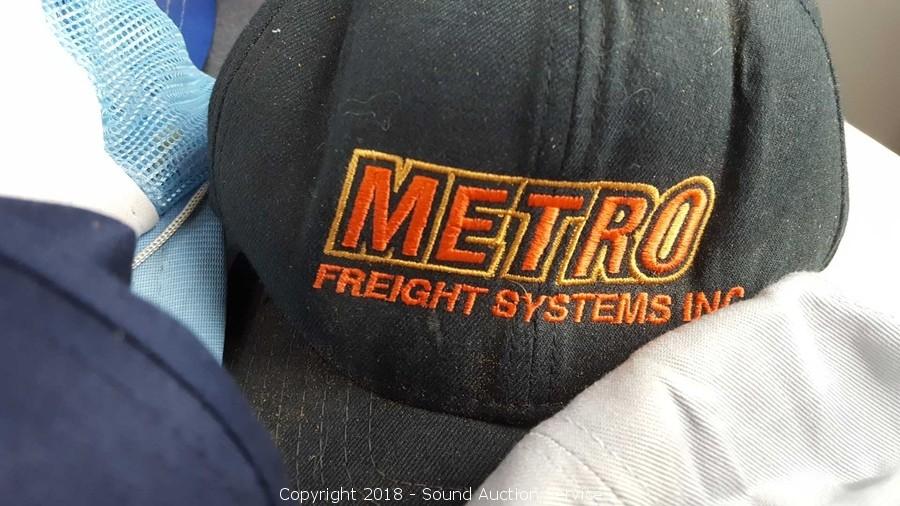 METRO
FREIGHT SYSTEMS INC
Copyright 2018 - Sound Auction Service